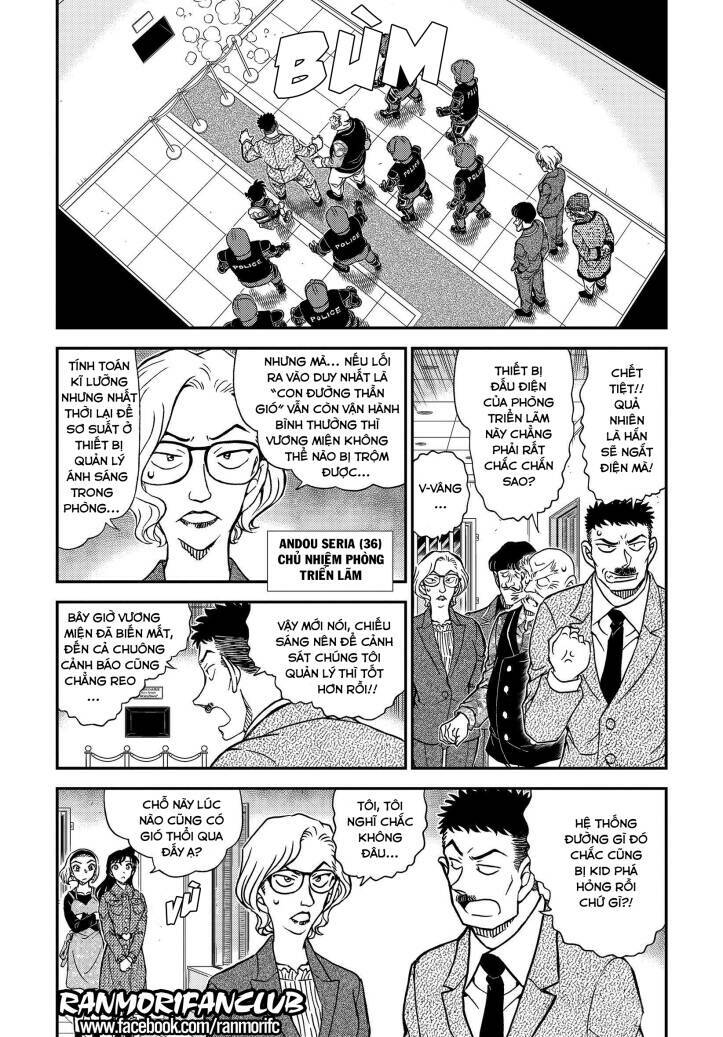 BÙM
POLICE
POLICE
POLICE
CHẾT
TIỆT!!
QUẢ
NHIÊN
LÀ HẮN
SẼ NGẮT
ĐIỆN MÀ!
THIẾT BỊ
ĐẤU ĐIỆN
CỦA PHÒNG
TRIỂN LÃM
NÀY CHẲNG
PHẢI RẤT
CHẮC CHẮN
SAO?
V-VÂNG
...
NHƯNG MÀ... NẾU LỐI
RA VÀO DUY NHẤT LÀ
"CON ĐƯỜNG THẦN
GIÓ" VẪN CÒN VẬN HÀNH
BÌNH THƯỜNG THÌ
VƯƠNG MIỆN KHÔNG
THỂ NÀO BỊ TRỘM
ĐƯỢC...
TÍNH TOÁN
KĨ LƯỠNG
NHƯNG NHẤT
THỜI LẠI ĐỂ
SƠ SUẤT Ở
THIẾT BỊ
QUẢN LÝ
ÁNH SÁNG
TRONG
PHÒNG...
ANDOU SERIA (36)
CHỦ NHIỆM PHÒNG
TRIỂN LÃM
VẬY MỚI NÓI, CHIẾU
SÁNG NÊN ĐỂ CẢNH
SÁT CHÚNG TÔI
QUẢN LÝ THÌ TỐT
HƠN RỒI!!
BÂY GIỜ VƯƠNG
MIỆN ĐÃ BIẾN MẤT,
ĐẾN CẢ CHUÔNG
CẢNH BÁO CŨNG
CHẲNG REO
...
HỆ THỐNG
ĐƯỜNG GÌ ĐÓ
CHẮC CŨNG
BỊ KID PHÁ
HỎNG RỒI
CHỨ GÌ?!
TÔI, TÔI
NGHĨ CHẮC
KHÔNG
ĐÂU...
CHỖ NÀY LÚC
NÀO CŨNG CÓ
GIÓ THỔI QUA
ĐẤY Ạ?
VÙ
RANMORIFANCLUB
www.facebook.com/ranmorifc